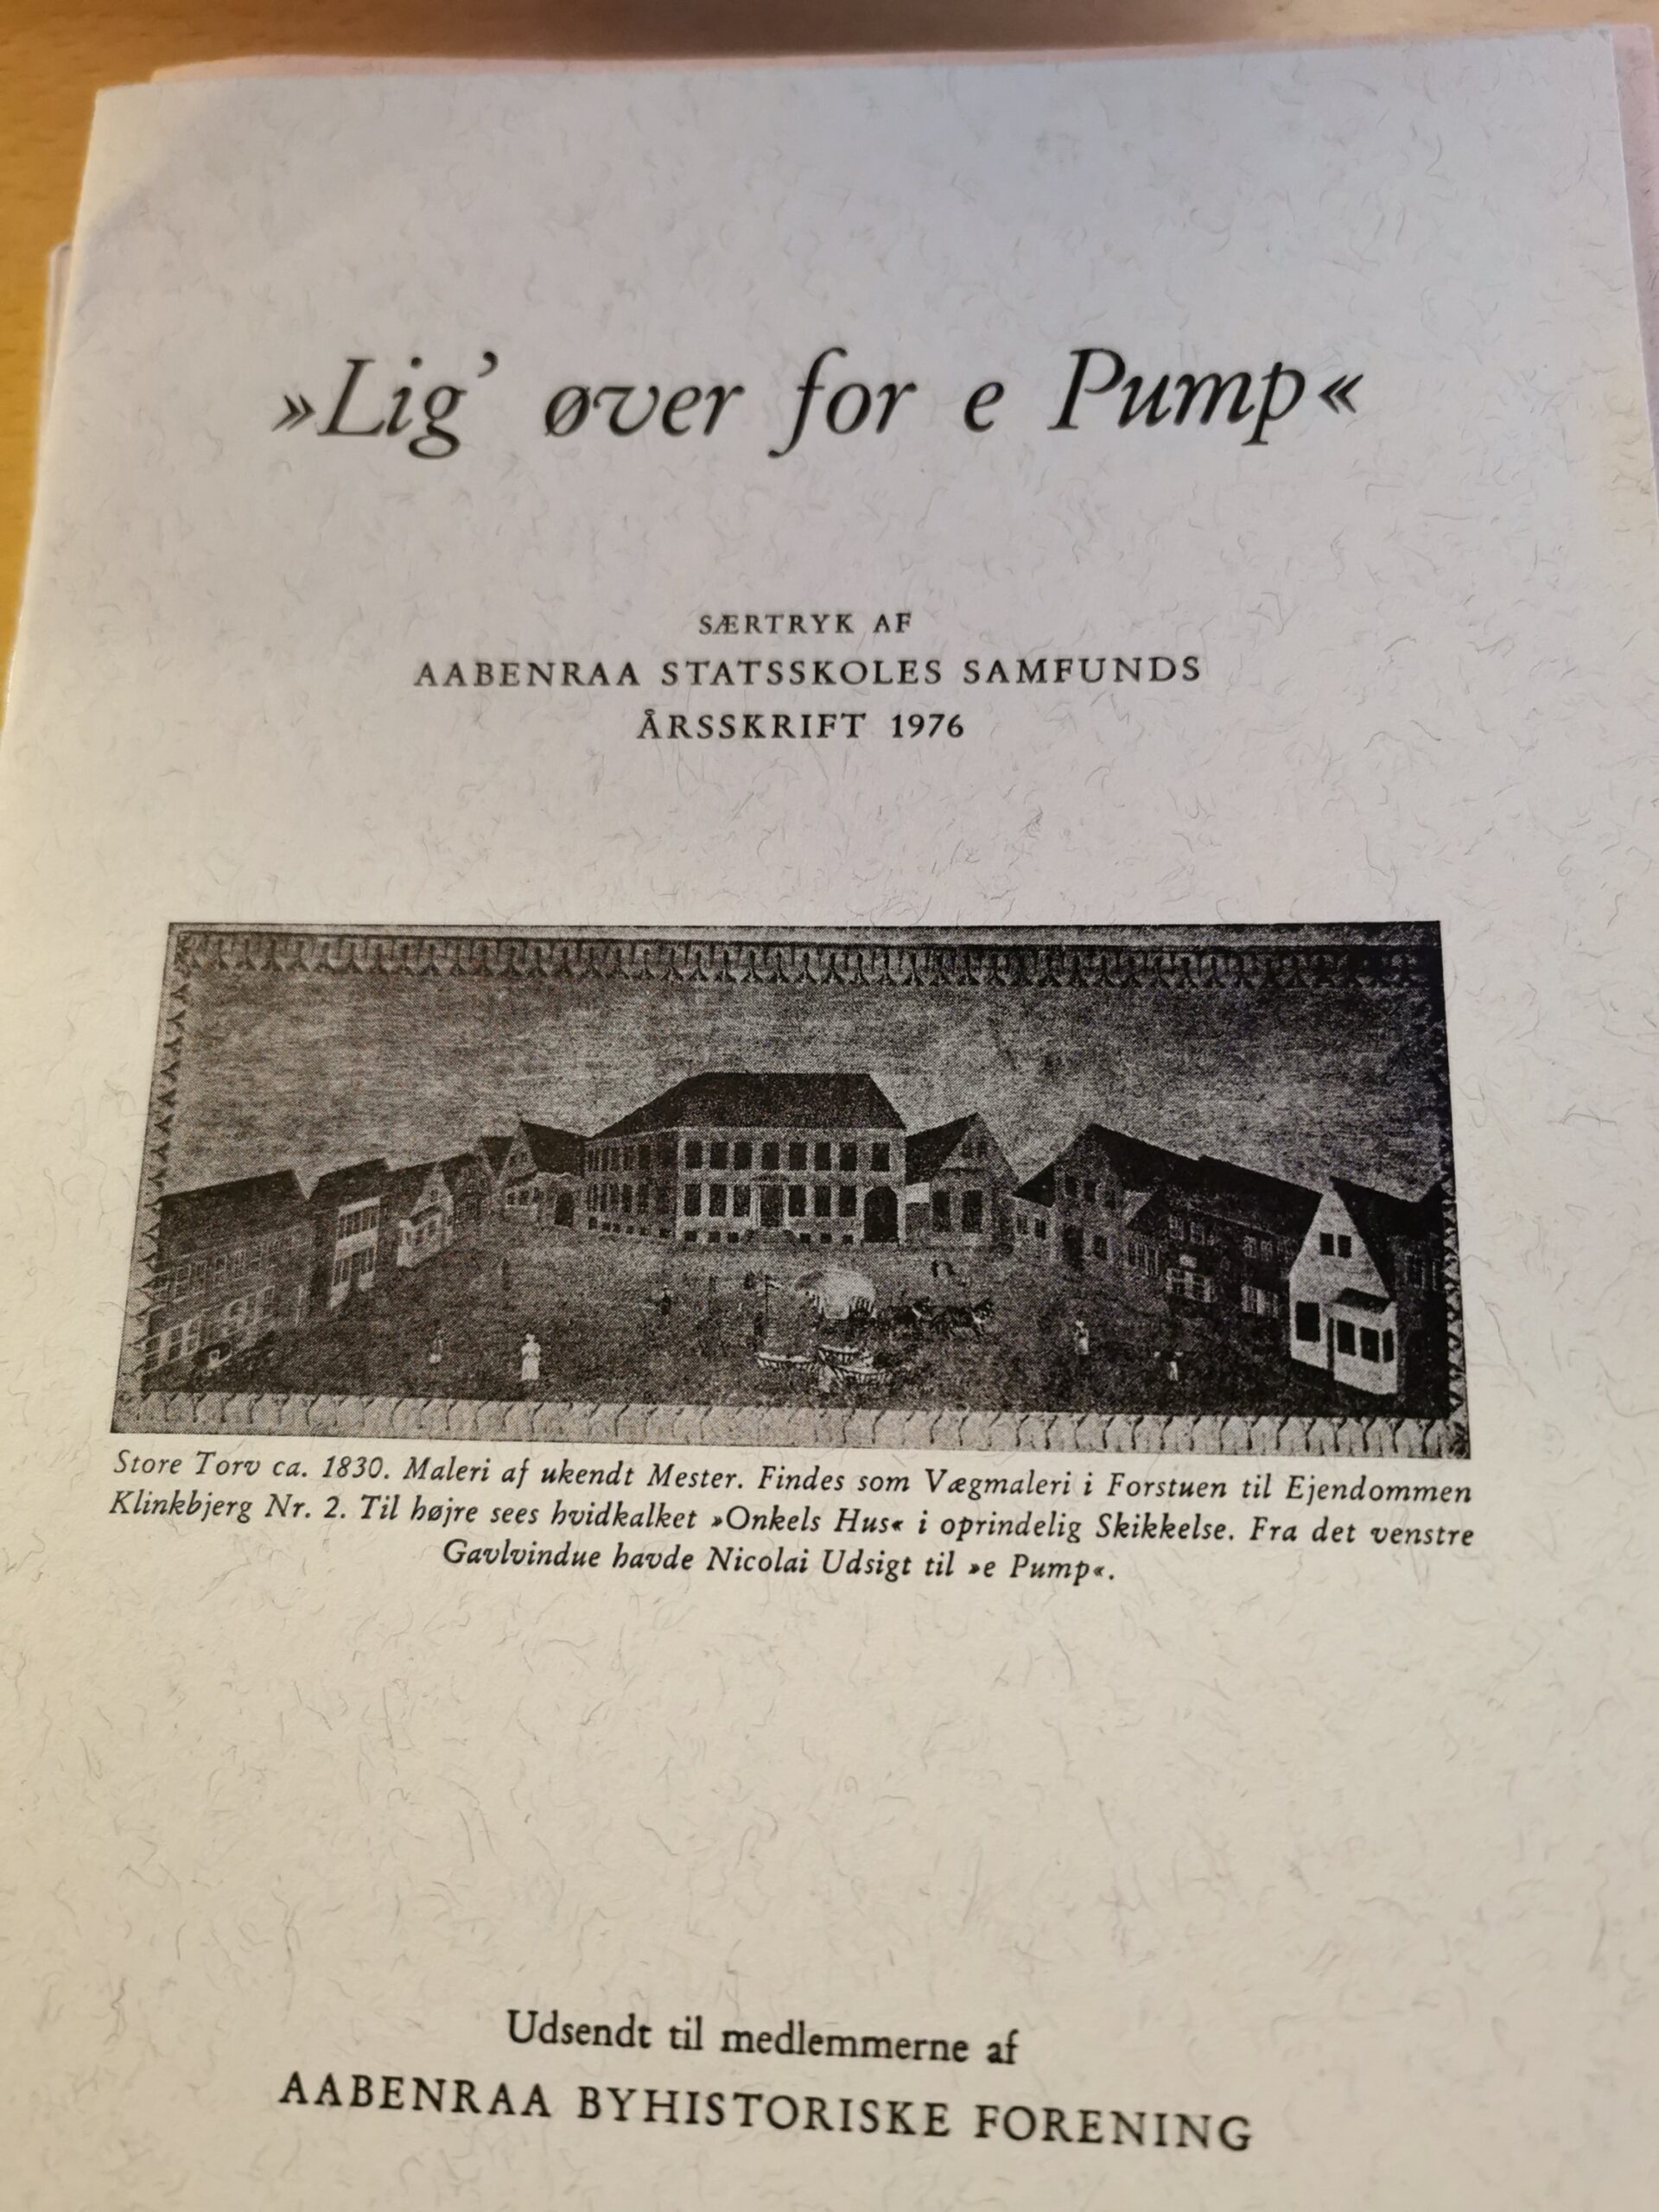 »Lig' øver for e Pump«
SÆRTRYK AF
AABENRAA STATSSKOLES SAMFUNDS
ÅRSSKRIFT 1976
Store Torv ca. 1830. Maleri af ukendt Mester. Findes som Vægmaleri i Forstuen til Ejendommen
Klinkbjerg Nr. 2. Til højre sees hvidkalket »Onkels Hus« i oprindelig Skikkelse. Fra det venstre
Gavlvindue havde Nicolai Udsigt til »e Pump«.
Udsendt til medlemmerne af
AABENRAA BYHISTORISKE FORENING